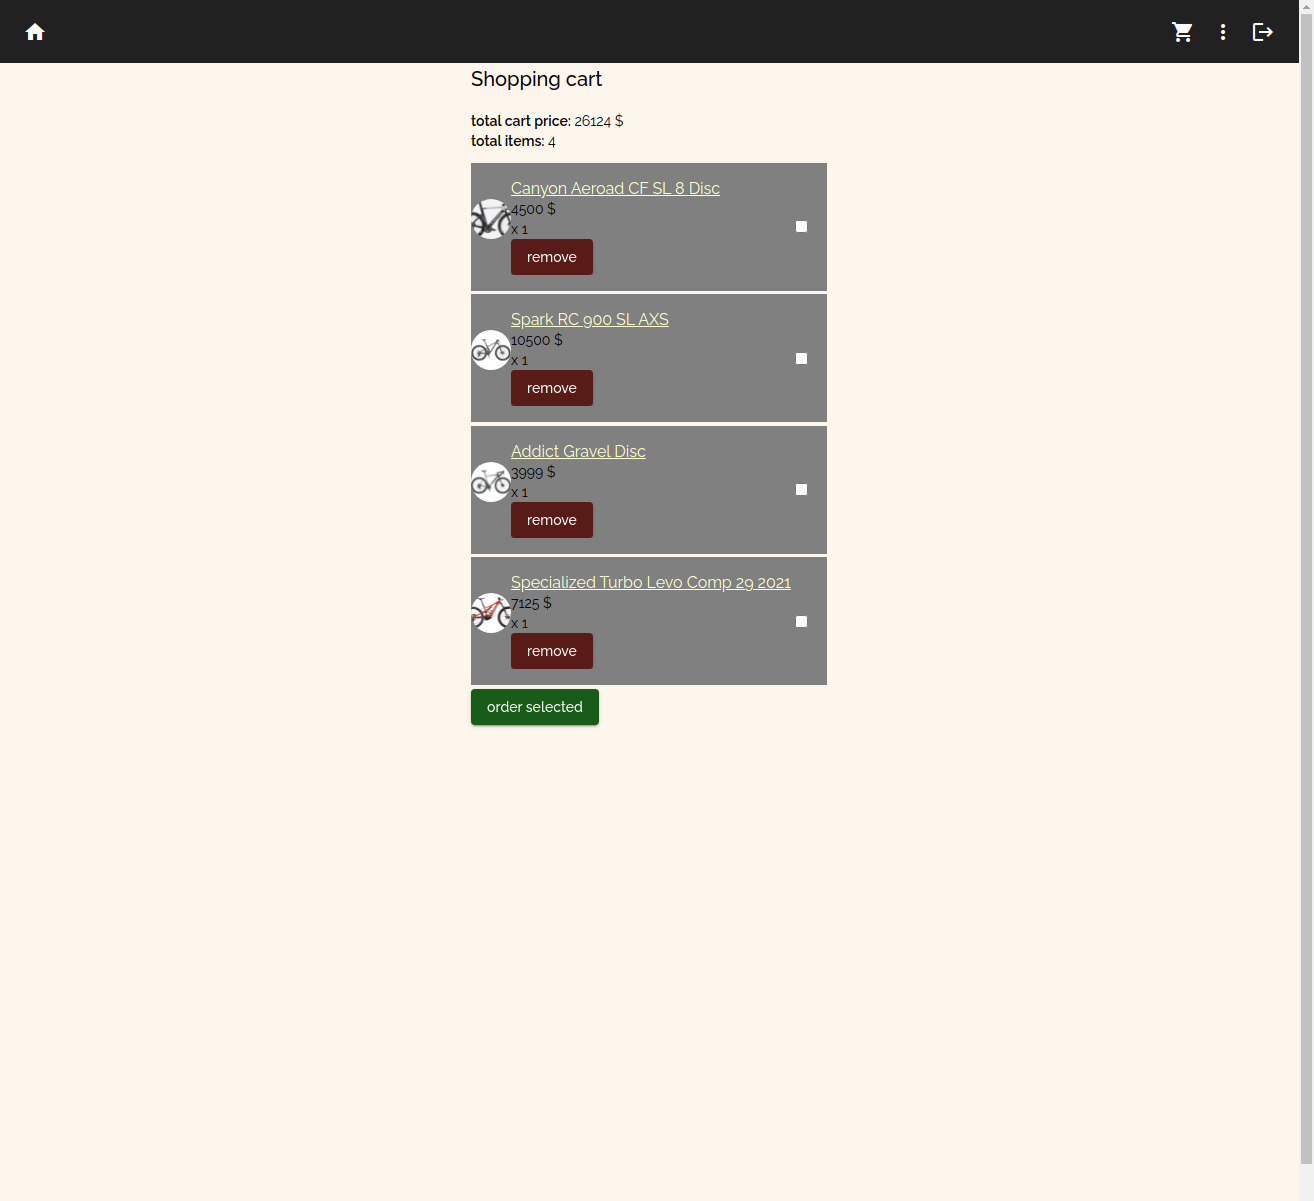 Shopping cart
total cart price: 26124 $
total items: 4
Canyon Aeroad CF SL 8 Disc
4500 $
x 1
remove
Spark RC 900 SL AXS
10500 $
x 1
remove
Addict Gravel Disc
3999 $
x 1
remove
Specialized Turbo Levo Comp 29 2021
7125 $
x 1
remove
order selected